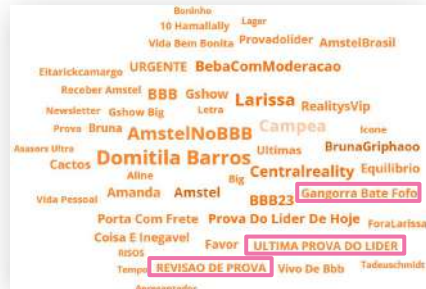 Boninho
10 Hamallally Lager
Vida Bem Bonita Provadolider AmstelBrasil
Eitarickcamargo URGENTE BebaComModeracao
Receber Amstel BBB Gshow Larissa RealitysVip
Newsletter Gshow Big Letra
Prova Bruna AmstelNoBBB Campea Icone
Asasors Ultra Domitila Barros Ultimas BrunaGriphaoo
Cactos Centralreality Equilibrio
Aline Big
Vida Pessoal Amanda Amstel BBB23 Gangorra Bate Fofo
Porta Com Frete Prova Do Lider De Hoje ForaLarissa
Coisa E Inegavel Favor ULTIMA PROVA DO LIDER
RISOS
Tempo REVISAO DE PROVA Vivo De Bbb Tadeuschmidt